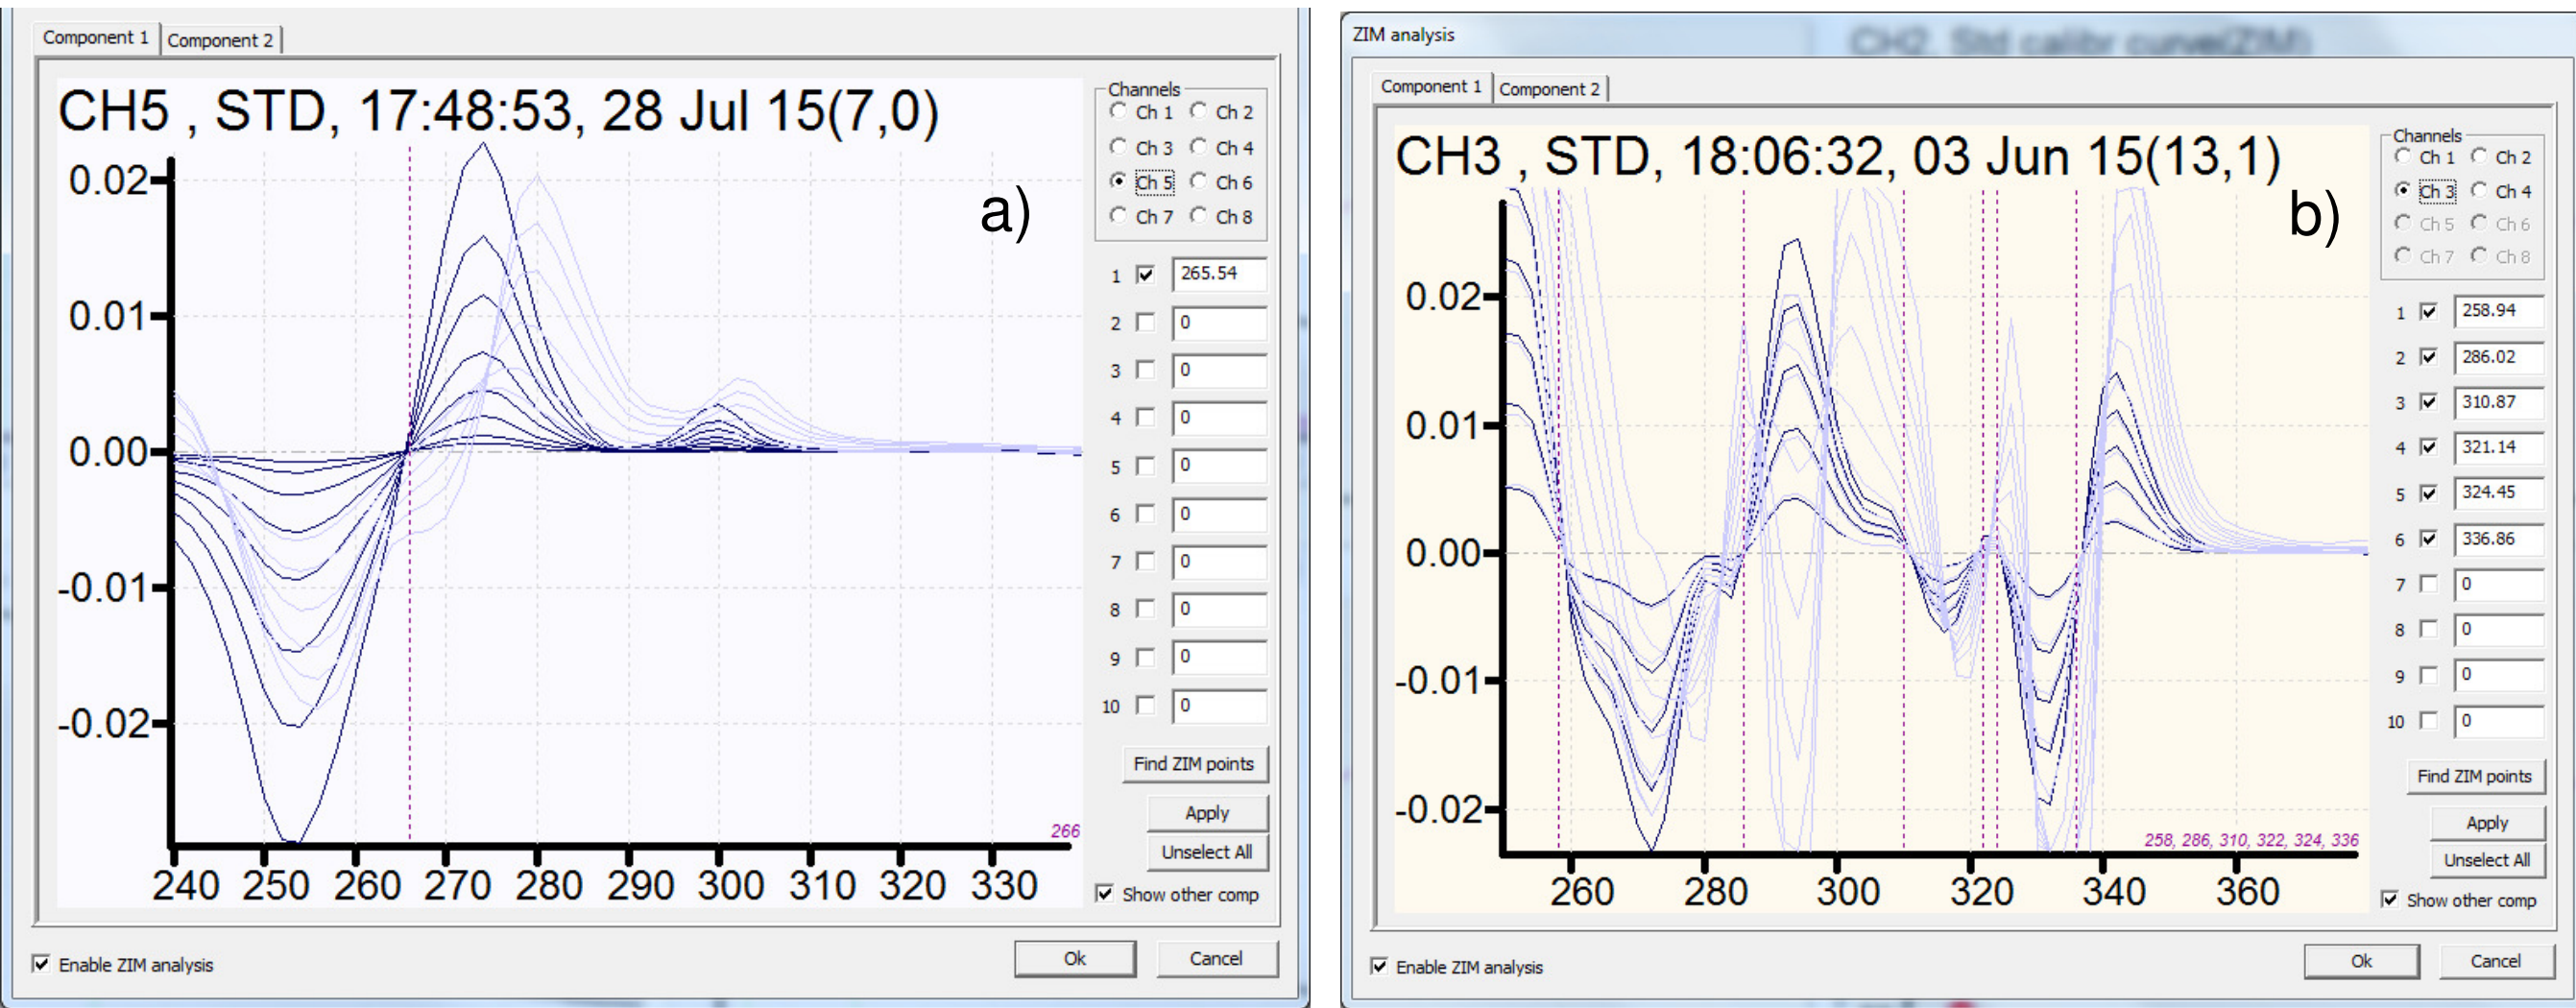 Component 1 Component 2
CH5 , STD, 17:48:53, 28 Jul 15(7,0)
a)
0.02
0.01
0.00
-0.01
-0.02
240 250 260 270 280 290 300 310 320 330
266
Channels
Ch 1 Ch 2
Ch 3 Ch 4
Ch 5 Ch 6
Ch 7 Ch 8
1 265.54
2 0
3 0
4 0
5 0
6 0
7 0
8 0
9 0
10 0
Find ZIM points
Apply
Unselect All
Show other comp
Enable ZIM analysis
Ok Cancel
ZIM analysis
CH2. Std calibr curve(ZIM)
Component 1 Component 2
CH3 , STD, 18:06:32, 03 Jun 15(13,1)
b)
0.02
0.01
0.00
-0.01
-0.02
258, 286, 310, 322, 324, 336
260 280 300 320 340 360
Channels
Ch 1 Ch 2
Ch 3 Ch 4
Ch 5 Ch 6
Ch 7 Ch 8
1 258.94
2 286.02
3 310.87
4 321.14
5 324.45
6 336.86
7 0
8 0
9 0
10 0
Find ZIM points
Apply
Unselect All
Show other comp
Enable ZIM analysis
Ok Cancel